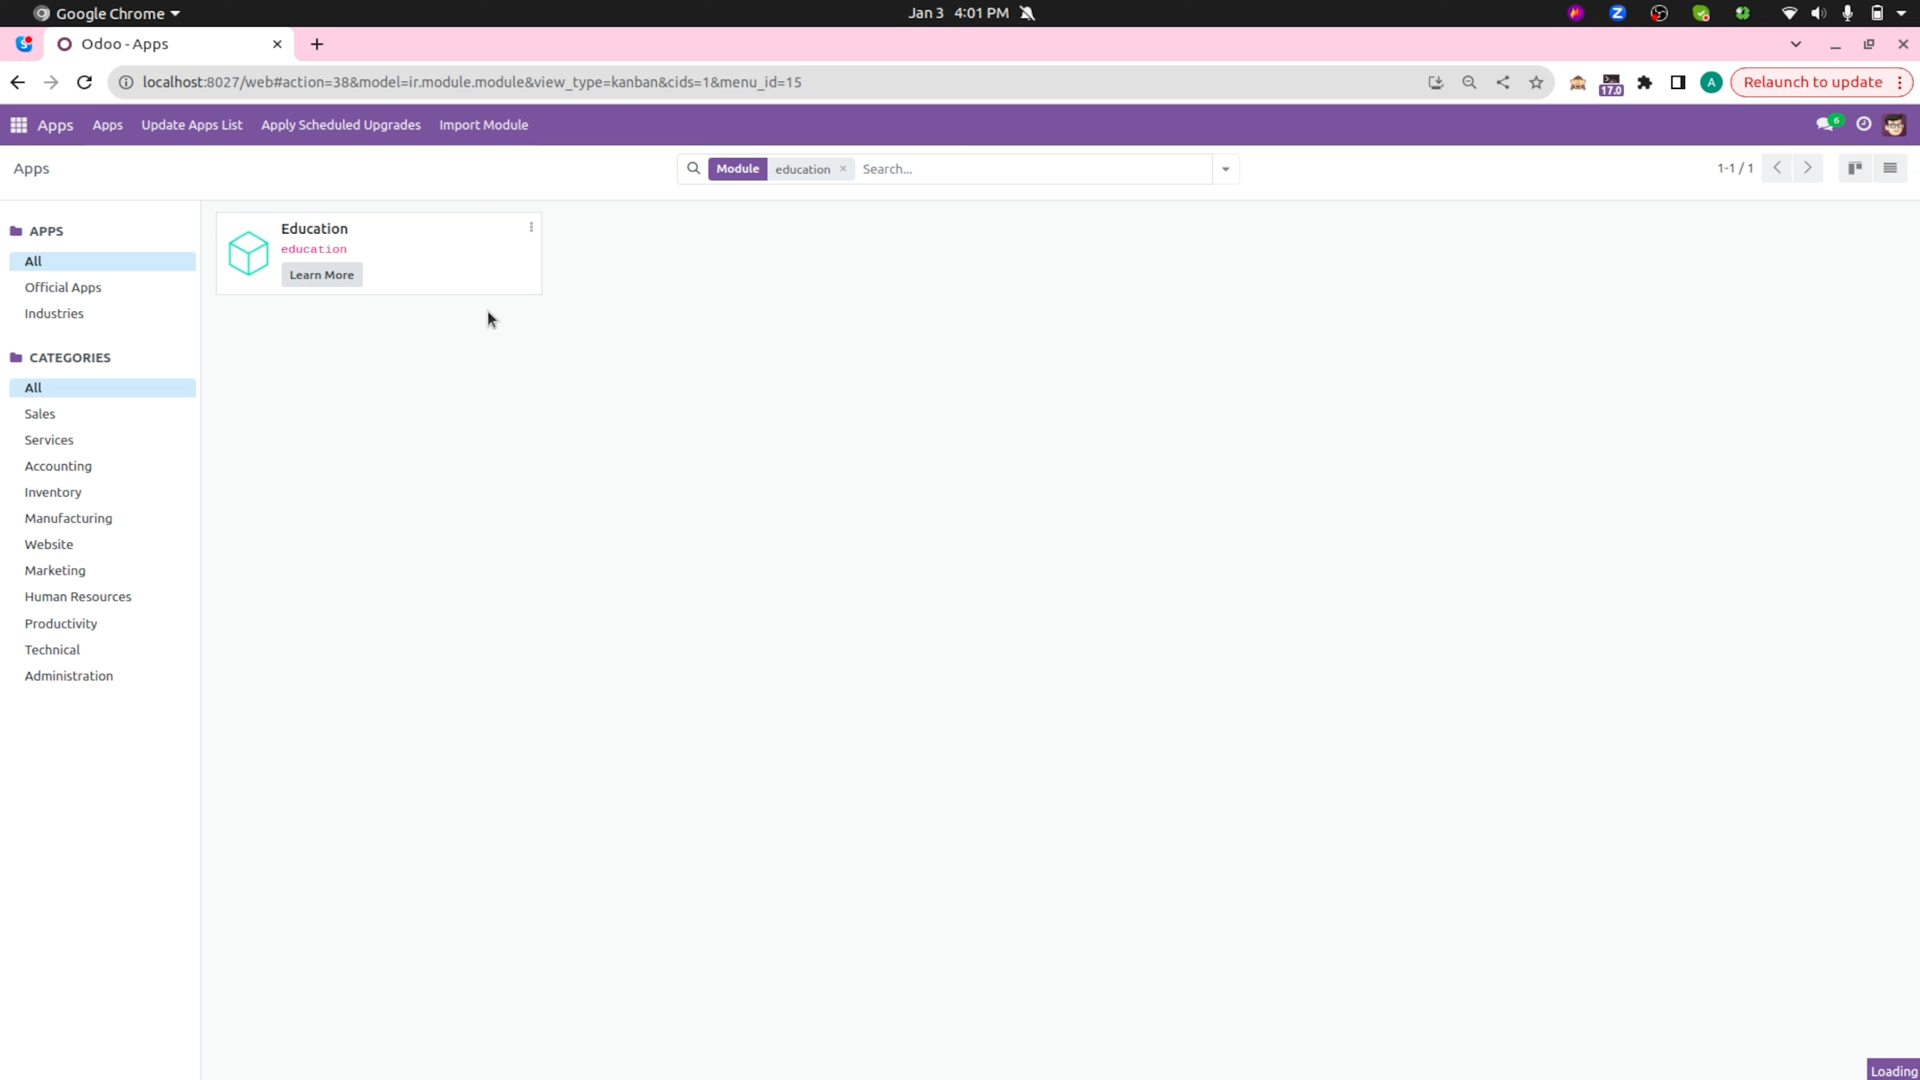 Google Chrome
Jan 3 4:01 PM
Odoo - Apps
localhost:8027/web#action=38&model=ir.module.module&view_type=kanban&cids=1&menu_id=15
17.0
A
Relaunch to update
Apps
Apps
Update Apps List
Apply Scheduled Upgrades
Import Module
6
Apps
Module
education
Search...
1-1 / 1
APPS
All
Official Apps
Industries
CATEGORIES
All
Sales
Services
Accounting
Inventory
Manufacturing
Website
Marketing
Human Resources
Productivity
Technical
Administration
Education
education
Learn More
Loading